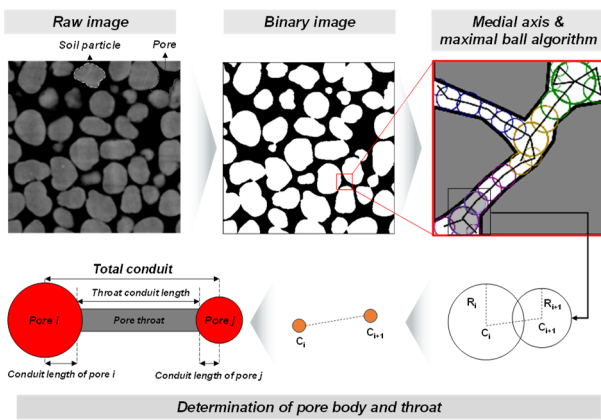 Raw image
Binary image
Medial axis &
maximal ball algorithm
Soil particle
Pore
Total conduit
Throat conduit length
Pore i
Pore throat
Pore j
Conduit length of pore i
Conduit length of pore j
Ci
Ci+1
Ri
Ri+1
Ci
Ci+1
Determination of pore body and throat